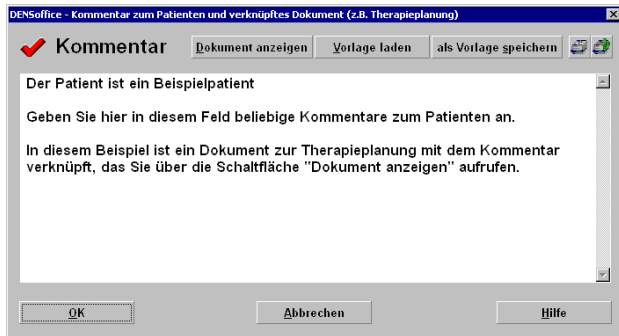 DENSoffice - Kommentar zum Patienten und verknüpftes Dokument (z.B. Therapieplanung)
Kommentar
Dokument anzeigen
Vorlage laden
als Vorlage speichern
Der Patient ist ein Beispielpatient
Geben Sie hier in diesem Feld beliebige Kommentare zum Patienten an.
In diesem Beispiel ist ein Dokument zur Therapieplanung mit dem Kommentar
verknüpft, das Sie über die Schaltfläche "Dokument anzeigen" aufrufen.
OK
Abbrechen
Hilfe